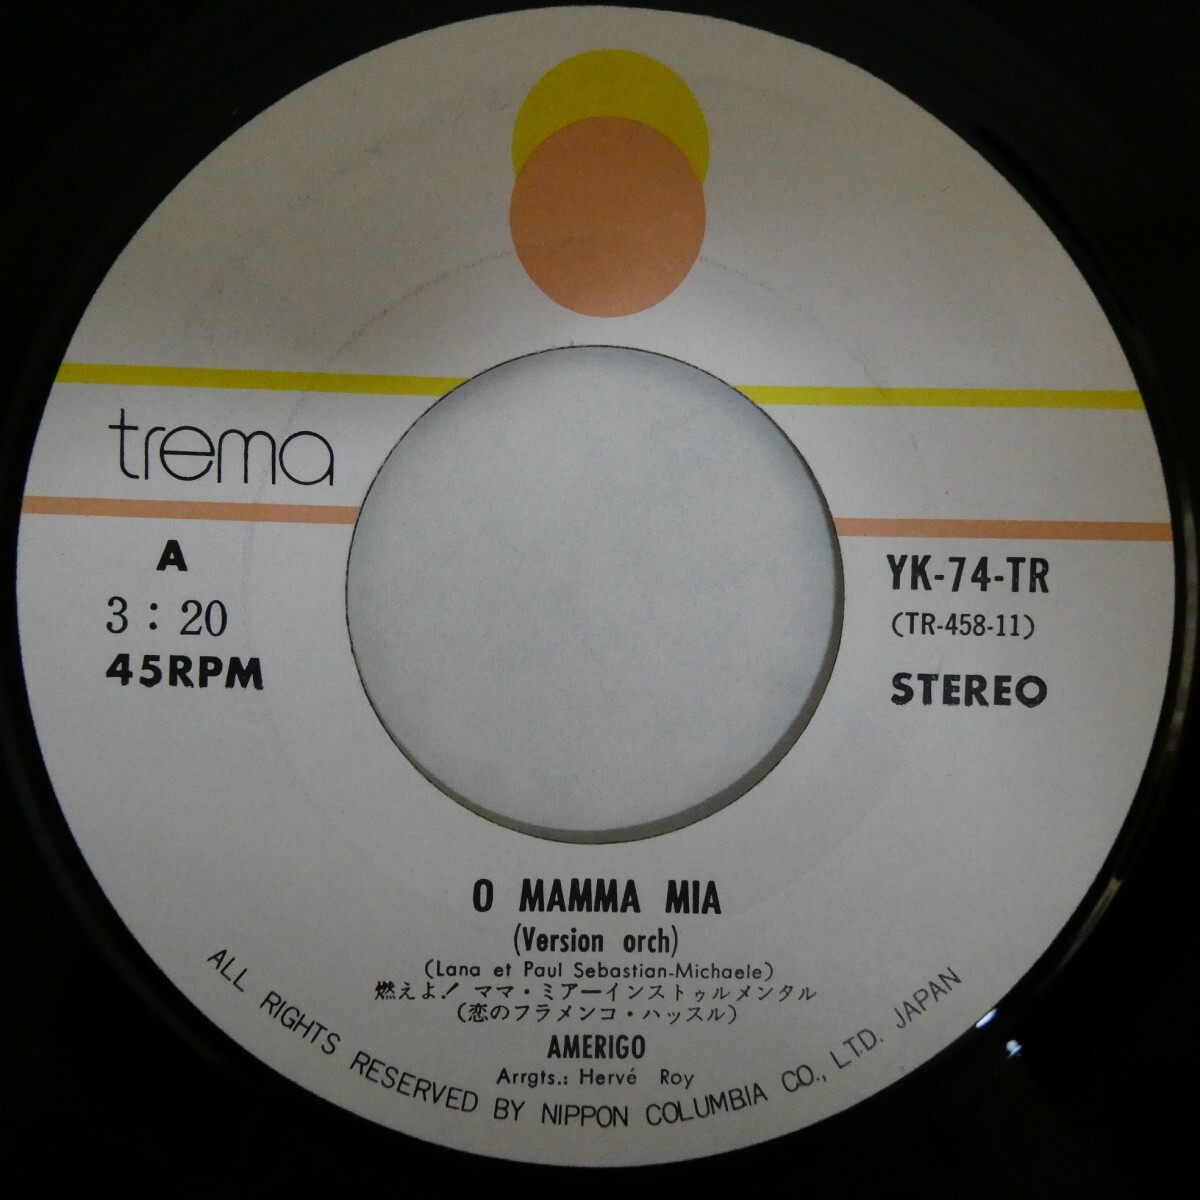 trema
A
3:20
45RPM
YK-74-TR
(TR-458-11)
STEREO
O MAMMA MIA
(Version orch)
(Lana et Paul Sebastian-Michaele)
燃えよ! ママ・ミアーインストゥルメンタル
(恋のフラメンコ・ハッスル)
AMERIGO
Arrgts.: Hervé Roy
ALL RIGHTS RESERVED BY NIPPON COLUMBIA CO., LTD. JAPAN